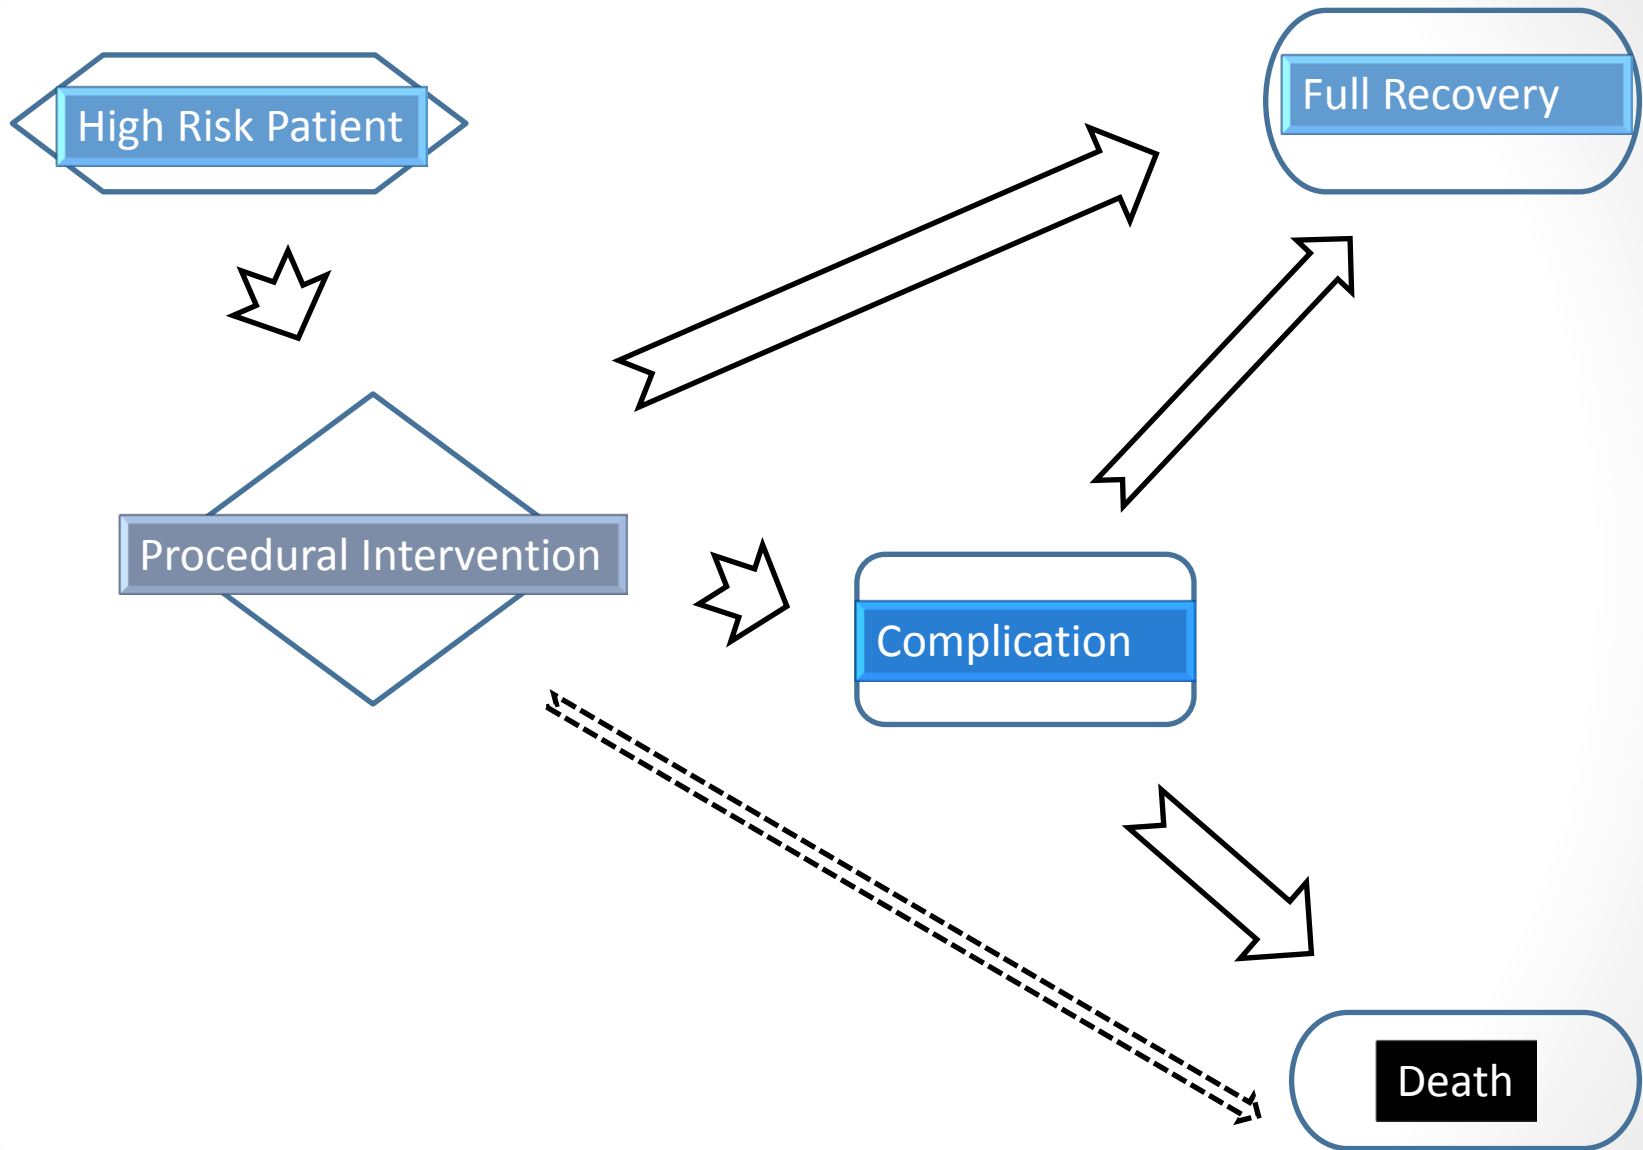 High Risk Patient
Full Recovery
Procedural Intervention
Complication
Death